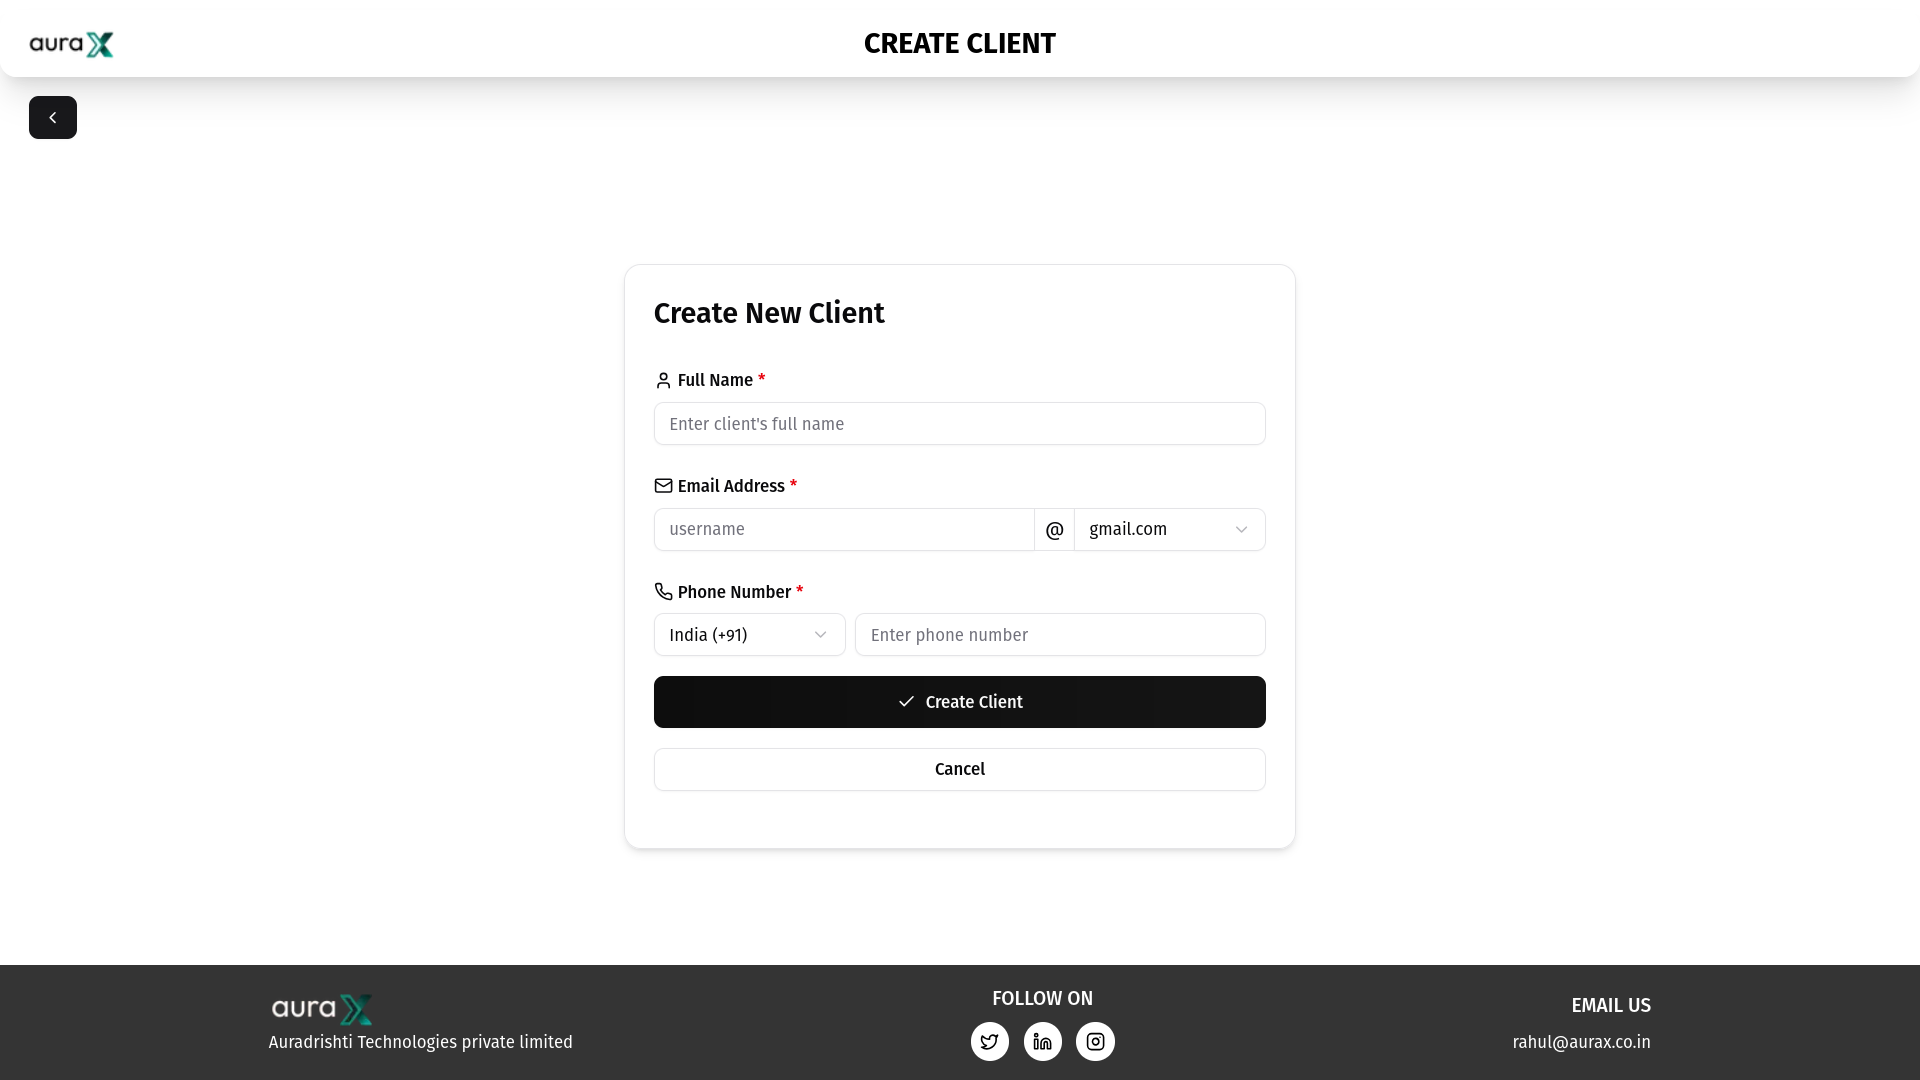 aurax
CREATE CLIENT
Create New Client
Full Name *
Enter client's full name
Email Address *
username @ gmail.com
Phone Number *
India (+91) Enter phone number
Create Client
Cancel
aurax
Auradrishti Technologies private limited
FOLLOW ON
EMAIL US
rahul@aurax.co.in